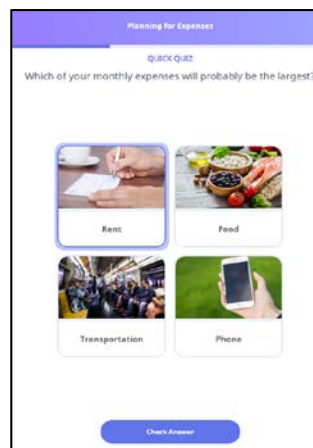 Planning for Expenses
QUICK QUIZ
Which of your monthly expenses will probably be the largest?
Rent
Food
Transportation
Phone
Check Answer